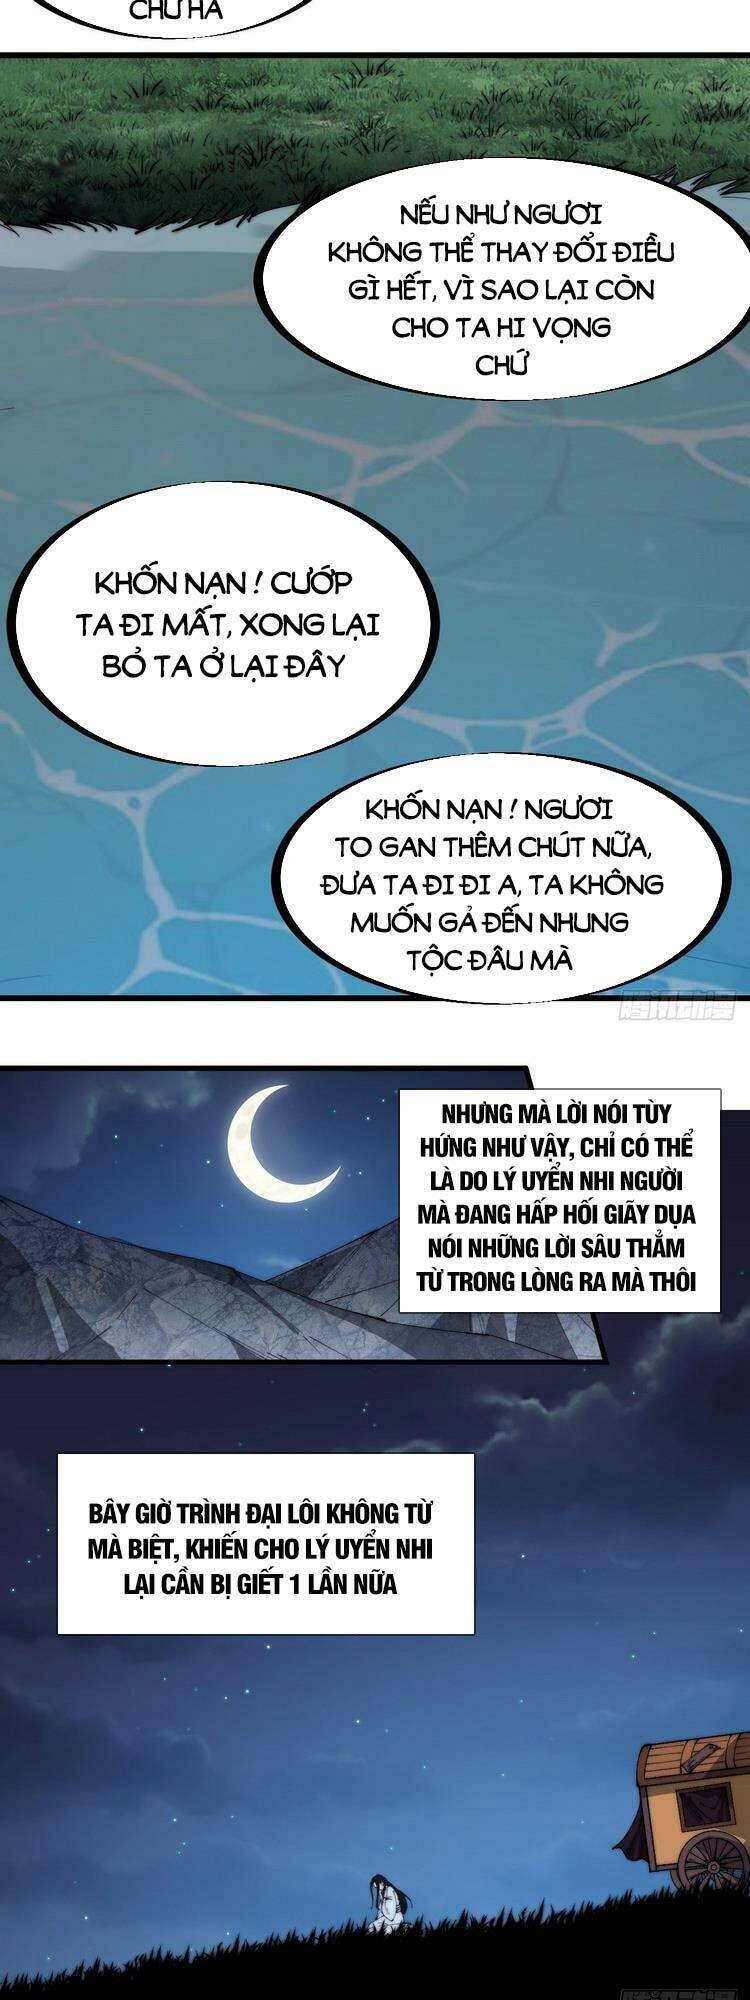 CHỨ HẢ
NẾU NHƯ NGƯƠI
KHÔNG THỂ THAY ĐỔI ĐIỀU
GÌ HẾT, VÌ SAO LẠI CÒN
CHO TA HI VỌNG
CHỨ
KHỐN NẠN! CƯỚP
TA ĐI MẤT, XONG LẠI
BỎ TA Ở LẠI ĐÂY
KHỐN NẠN! NGƯƠI
TO GAN THÊM CHÚT NỮA,
ĐƯA TA ĐI ĐI A, TA KHÔNG
MUỐN GẢ ĐẾN NHUNG
TỘC ĐÂU MÀ
腾讯动漫
NHƯNG MÀ LỜI NÓI TÙY
HỨNG NHƯ VẬY, CHỈ CÓ THỂ
LÀ DO LÝ UYỂN NHI NGƯỜI
MÀ ĐANG HẤP HỐI GIÃY DỤA
NÓI NHỮNG LỜI SÂU THẲM
TỪ TRONG LÒNG RA MÀ THÔI
BÂY GIỜ TRÌNH ĐẠI LÔI KHÔNG TỪ
MÀ BIỆT, KHIẾN CHO LÝ UYỂN NHI
LẠI CẦN BỊ GIẾT 1 LẦN NỮA